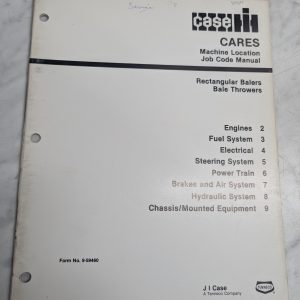 case IH
CARES
Machine Location
Job Code Manual
Rectangular Balers
Bale Throwers
Engines 2
Fuel System 3
Electrical 4
Steering System 5
Power Train 6
Brakes and Air System 7
Hydraulic System 8
Chassis/Mounted Equipment 9
Form No. 9-59460
J I Case
A Tenneco Company